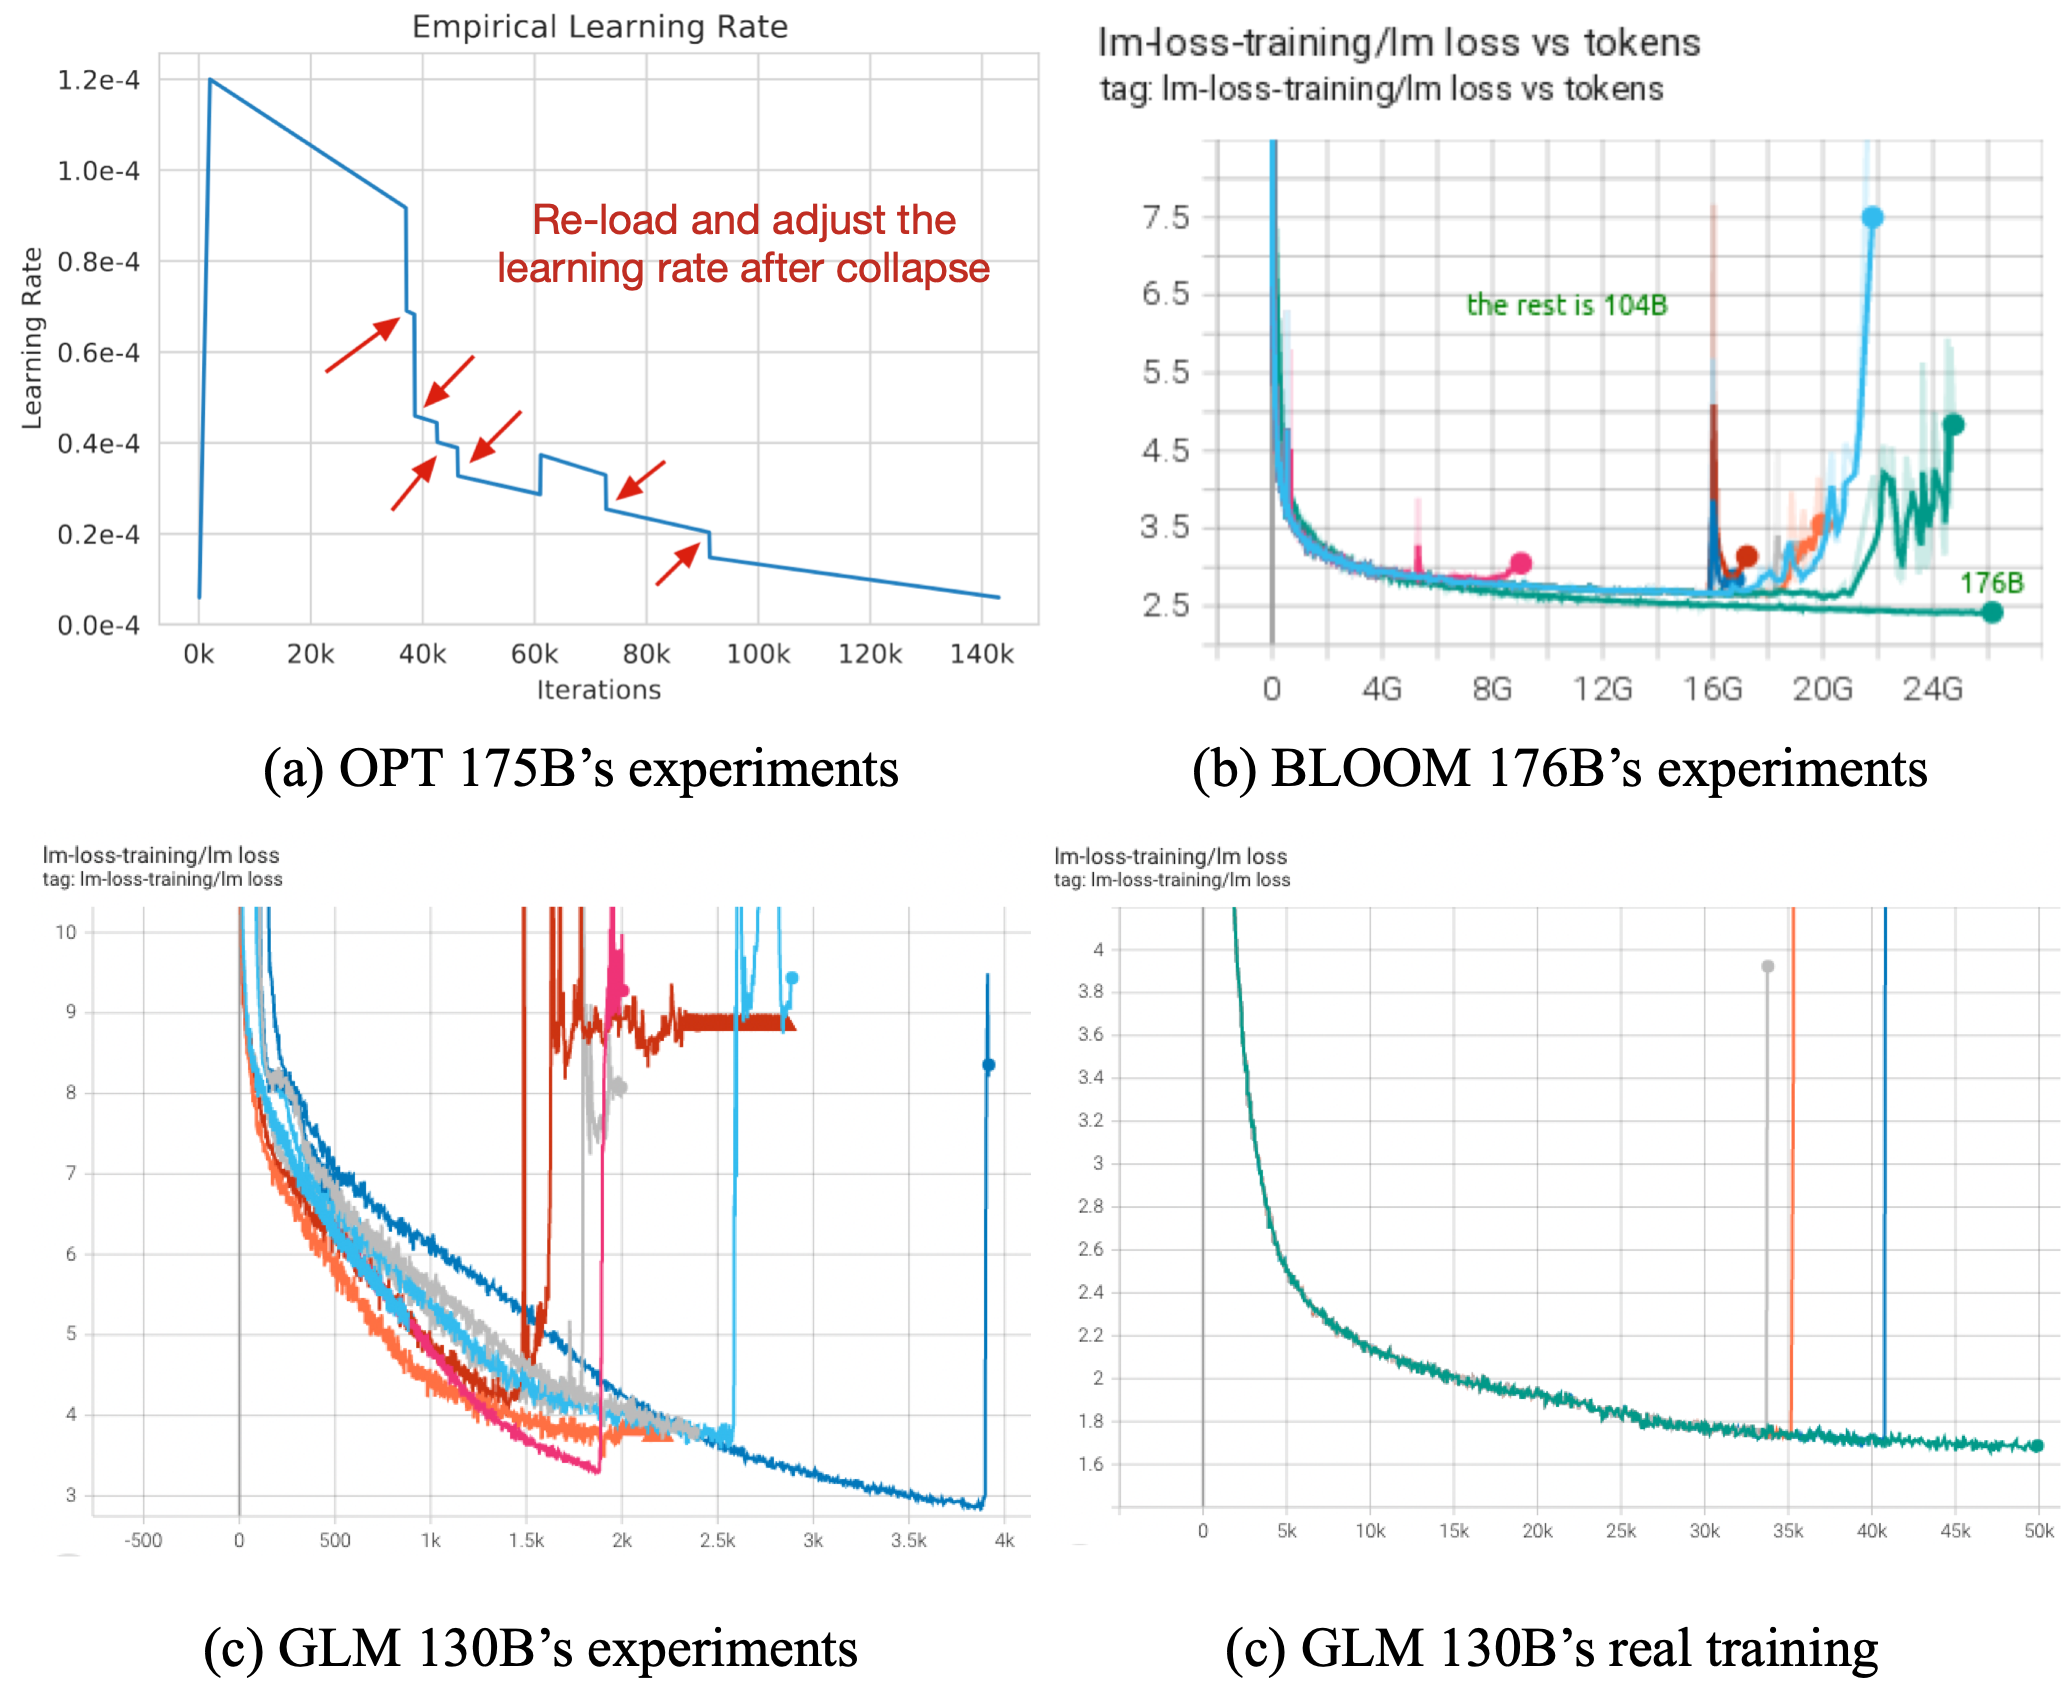 Empirical Learning Rate
1.2e-4
1.0e-4
0.8e-4
0.6e-4
0.4e-4
0.2e-4
0.0e-4
Learning Rate
Re-load and adjust the
learning rate after collapse
0k 20k 40k 60k 80k 100k 120k 140k
Iterations
(a) OPT 175B’s experiments
lm-loss-training/lm loss vs tokens
tag: lm-loss-training/lm loss vs tokens
7.5
6.5
5.5
4.5
3.5
2.5
the rest is 104B
176B
0 4G 8G 12G 16G 20G 24G
(b) BLOOM 176B’s experiments
lm-loss-training/lm loss
tag: lm-loss-training/lm loss
10
9
8
7
6
5
4
3
-500 0 500 1k 1.5k 2k 2.5k 3k 3.5k 4k
(c) GLM 130B’s experiments
lm-loss-training/lm loss
tag: lm-loss-training/lm loss
4
3.8
3.6
3.4
3.2
3
2.8
2.6
2.4
2.2
2
1.8
1.6
0 5k 10k 15k 20k 25k 30k 35k 40k 45k 50k
(c) GLM 130B’s real training